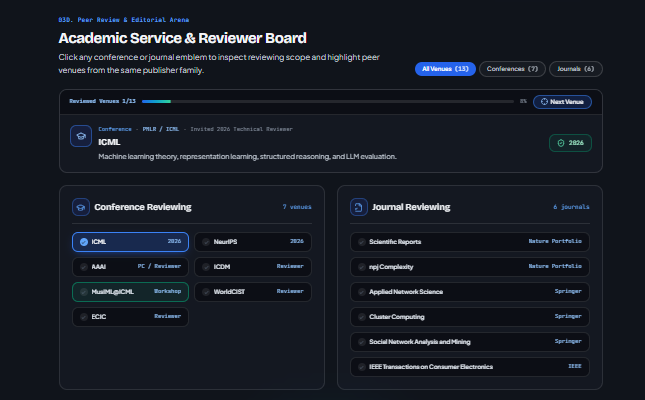 03D. Peer Review & Editorial Arena
Academic Service & Reviewer Board
Click any conference or journal emblem to inspect reviewing scope and highlight peer
venues from the same publisher family.
All Venues (13)
Conferences (7)
Journals (6)
Reviewed Venues 1/13
8%
Next Venue
Conference · PMLR / ICML · Invited 2026 Technical Reviewer
ICML
Machine learning theory, representation learning, structured reasoning, and LLM evaluation.
2026
Conference Reviewing
7 venues
ICML 2026
NeurIPS 2026
AAAI PC / Reviewer
ICDM Reviewer
MusiML@ICML Workshop
WorldCIST Reviewer
ECIC Reviewer
Journal Reviewing
6 journals
Scientific Reports Nature Portfolio
npj Complexity Nature Portfolio
Applied Network Science Springer
Cluster Computing Springer
Social Network Analysis and Mining Springer
IEEE Transactions on Consumer Electronics IEEE